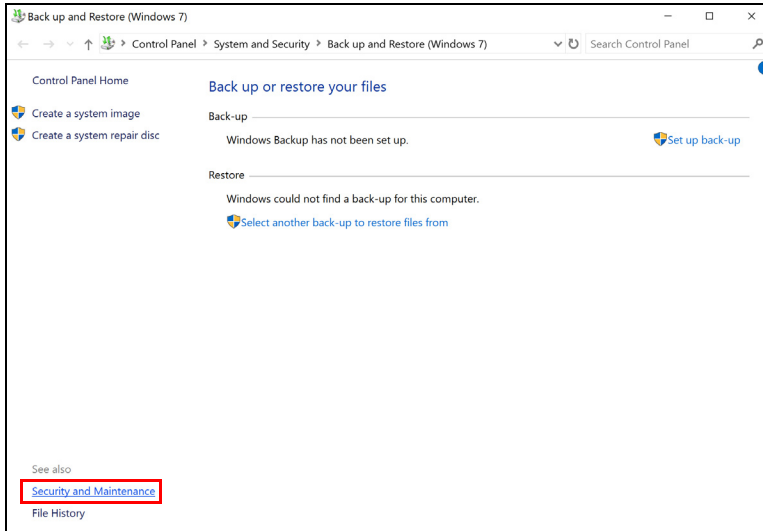 Back up and Restore (Windows 7)
Control Panel > System and Security > Back up and Restore (Windows 7)
Search Control Panel
Control Panel Home
Back up or restore your files
Create a system image
Create a system repair disc
Back-up
Windows Backup has not been set up.
Set up back-up
Restore
Windows could not find a back-up for this computer.
Select another back-up to restore files from
See also
Security and Maintenance
File History